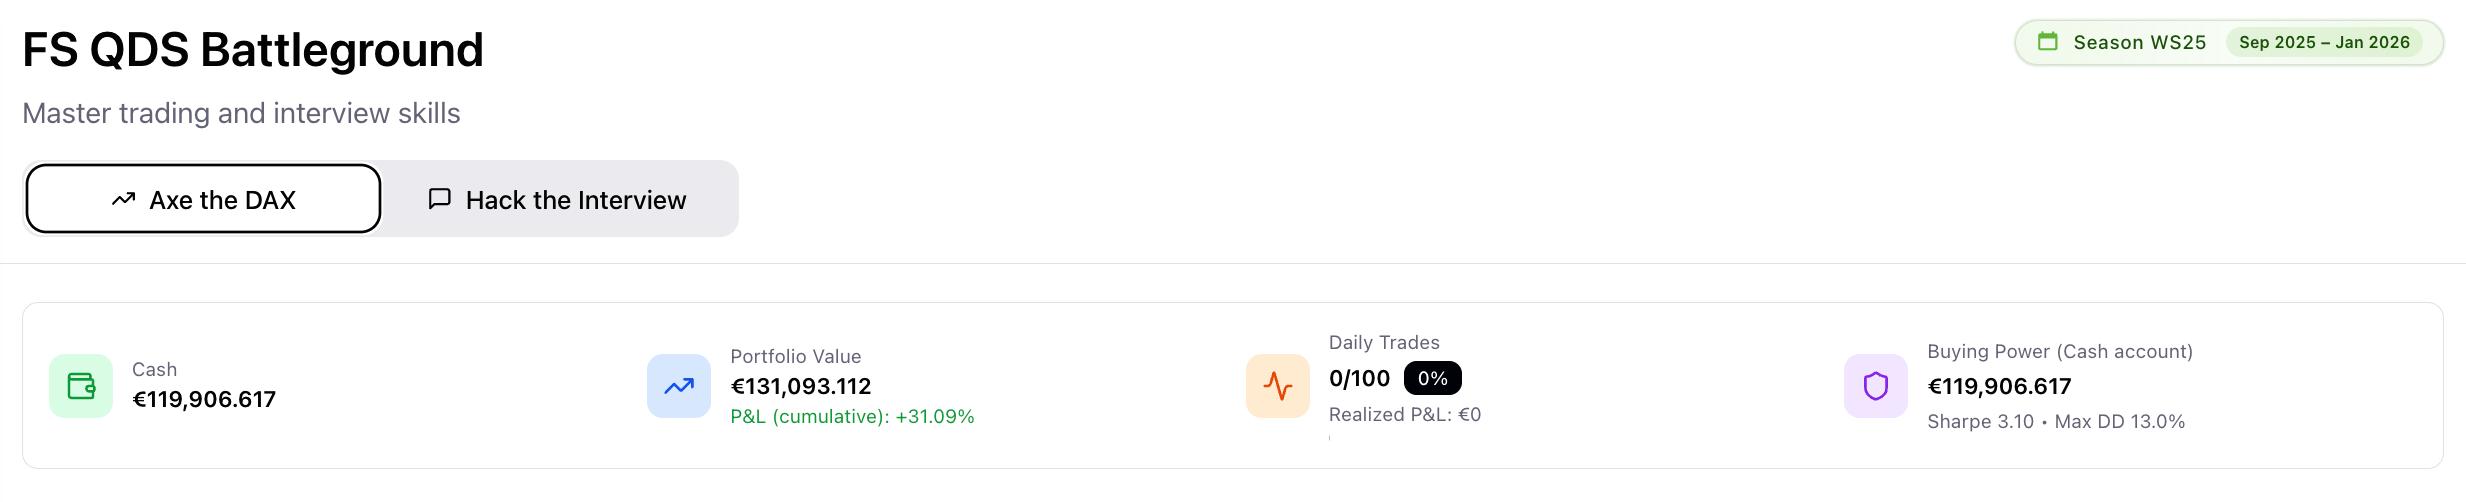 FS QDS Battleground
Season WS25 Sep 2025 – Jan 2026
Master trading and interview skills
Axe the DAX
Hack the Interview
Cash
€119,906.617
Portfolio Value
€131,093.112
P&L (cumulative): +31.09%
Daily Trades
0/100 0%
Realized P&L: €0
Buying Power (Cash account)
€119,906.617
Sharpe 3.10 • Max DD 13.0%